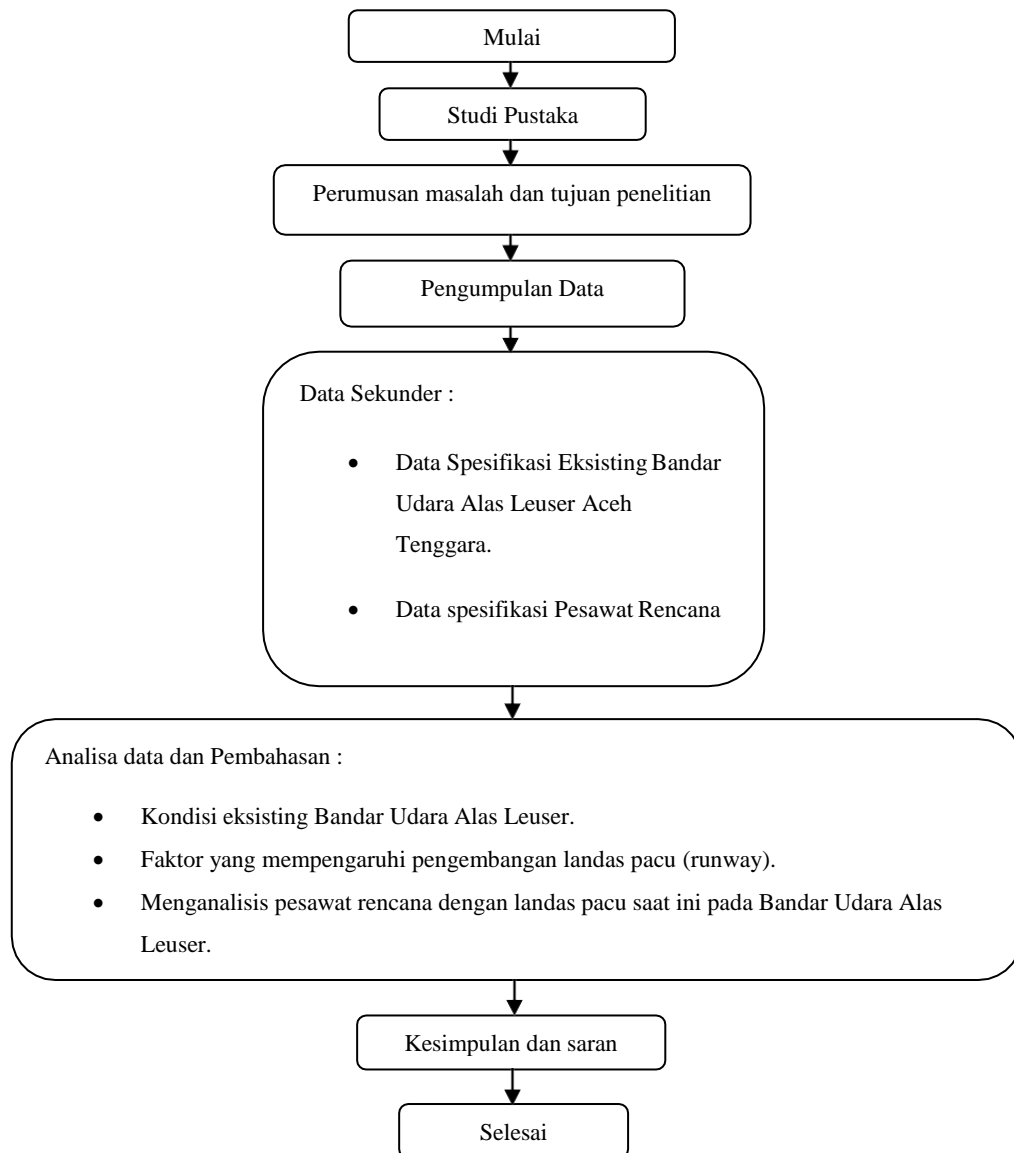 Mulai
Studi Pustaka
Perumusan masalah dan tujuan penelitian
Pengumpulan Data
Data Sekunder :
• Data Spesifikasi Eksisting Bandar
Udara Alas Leuser Aceh
Tenggara.
• Data spesifikasi Pesawat Rencana
Analisa data dan Pembahasan :
• Kondisi eksisting Bandar Udara Alas Leuser.
• Faktor yang mempengaruhi pengembangan landas pacu (runway).
• Menganalisis pesawat rencana dengan landas pacu saat ini pada Bandar Udara Alas
Leuser.
Kesimpulan dan saran
Selesai